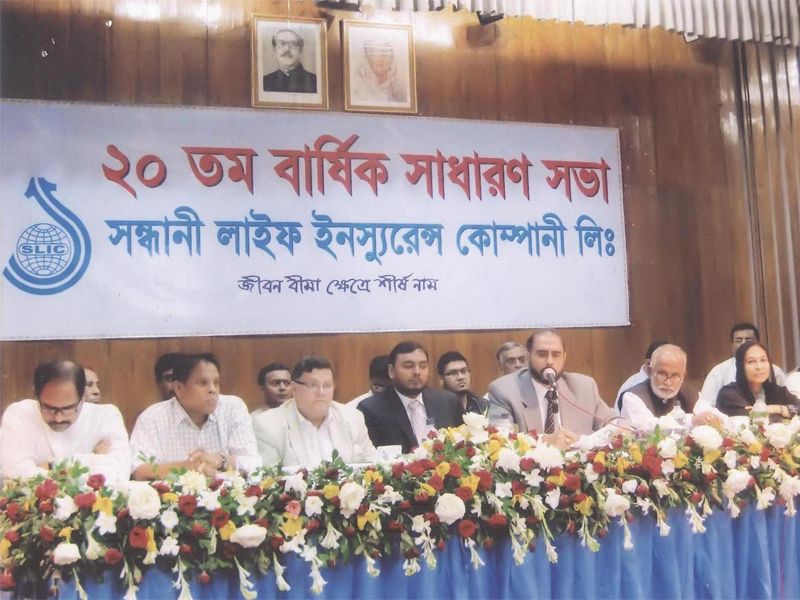 ২০ তম বার্ষিক সাধারণ সভা
সন্ধানী লাইফ ইনস্যুরেন্স কোম্পানী লিঃ
SLIC
জীবন বীমা ক্ষেত্রে শীর্ষ নাম